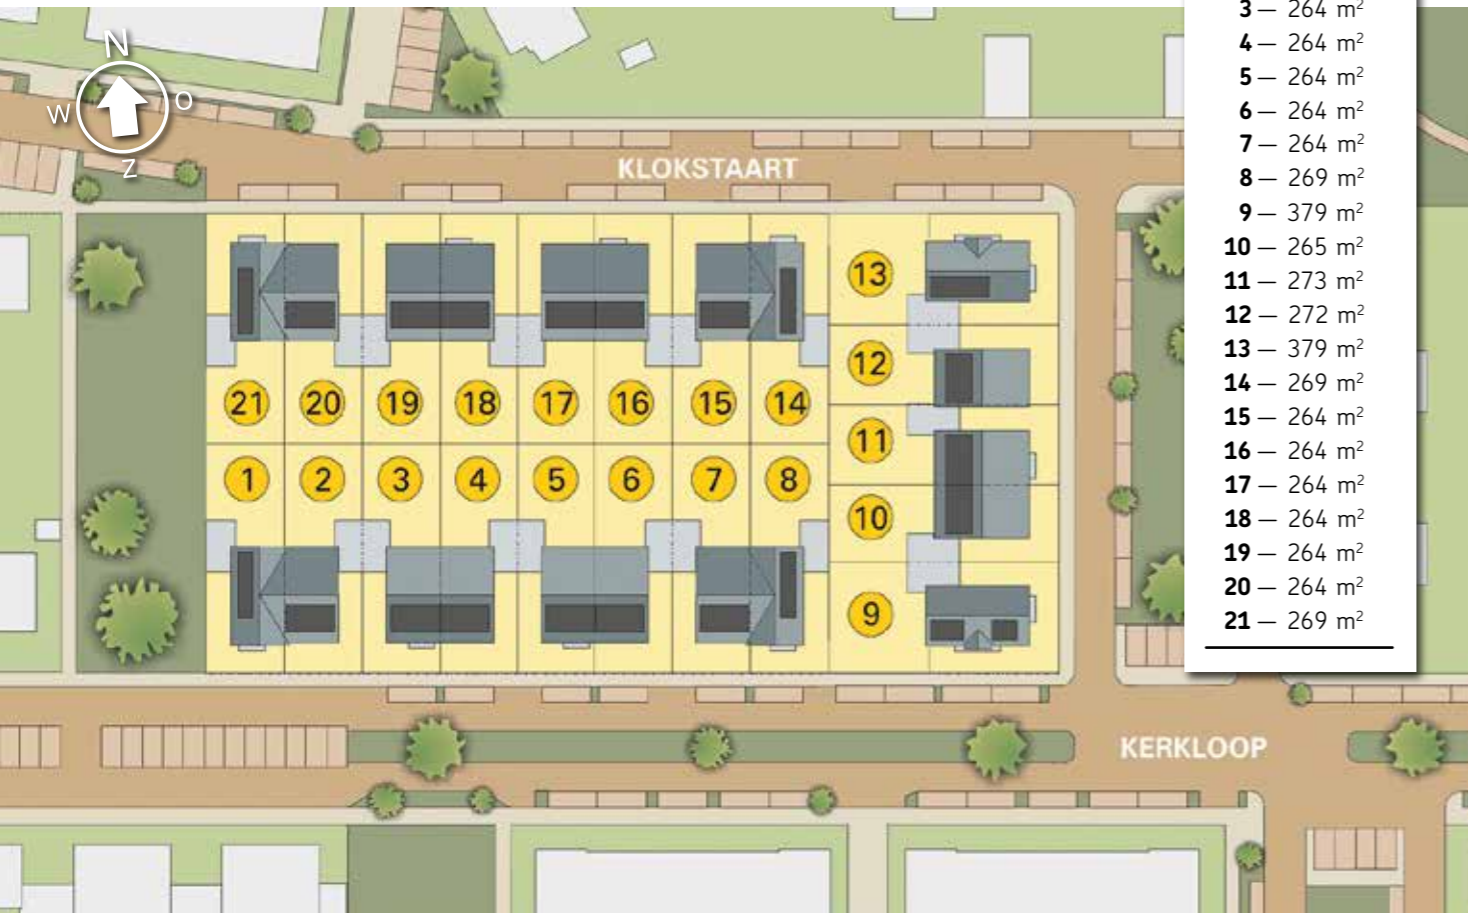 N
W O
Z
KLOKSTAART
3 — 264 m²
4 — 264 m²
5 — 264 m²
6 — 264 m²
7 — 264 m²
8 — 269 m²
9 — 379 m²
10 — 265 m²
11 — 273 m²
12 — 272 m²
13 — 379 m²
14 — 269 m²
15 — 264 m²
16 — 264 m²
17 — 264 m²
18 — 264 m²
19 — 264 m²
20 — 264 m²
21 — 269 m²
13
12
21 20 19 18 17 16 15 14
11
1 2 3 4 5 6 7 8
10
9
KERKLOOP